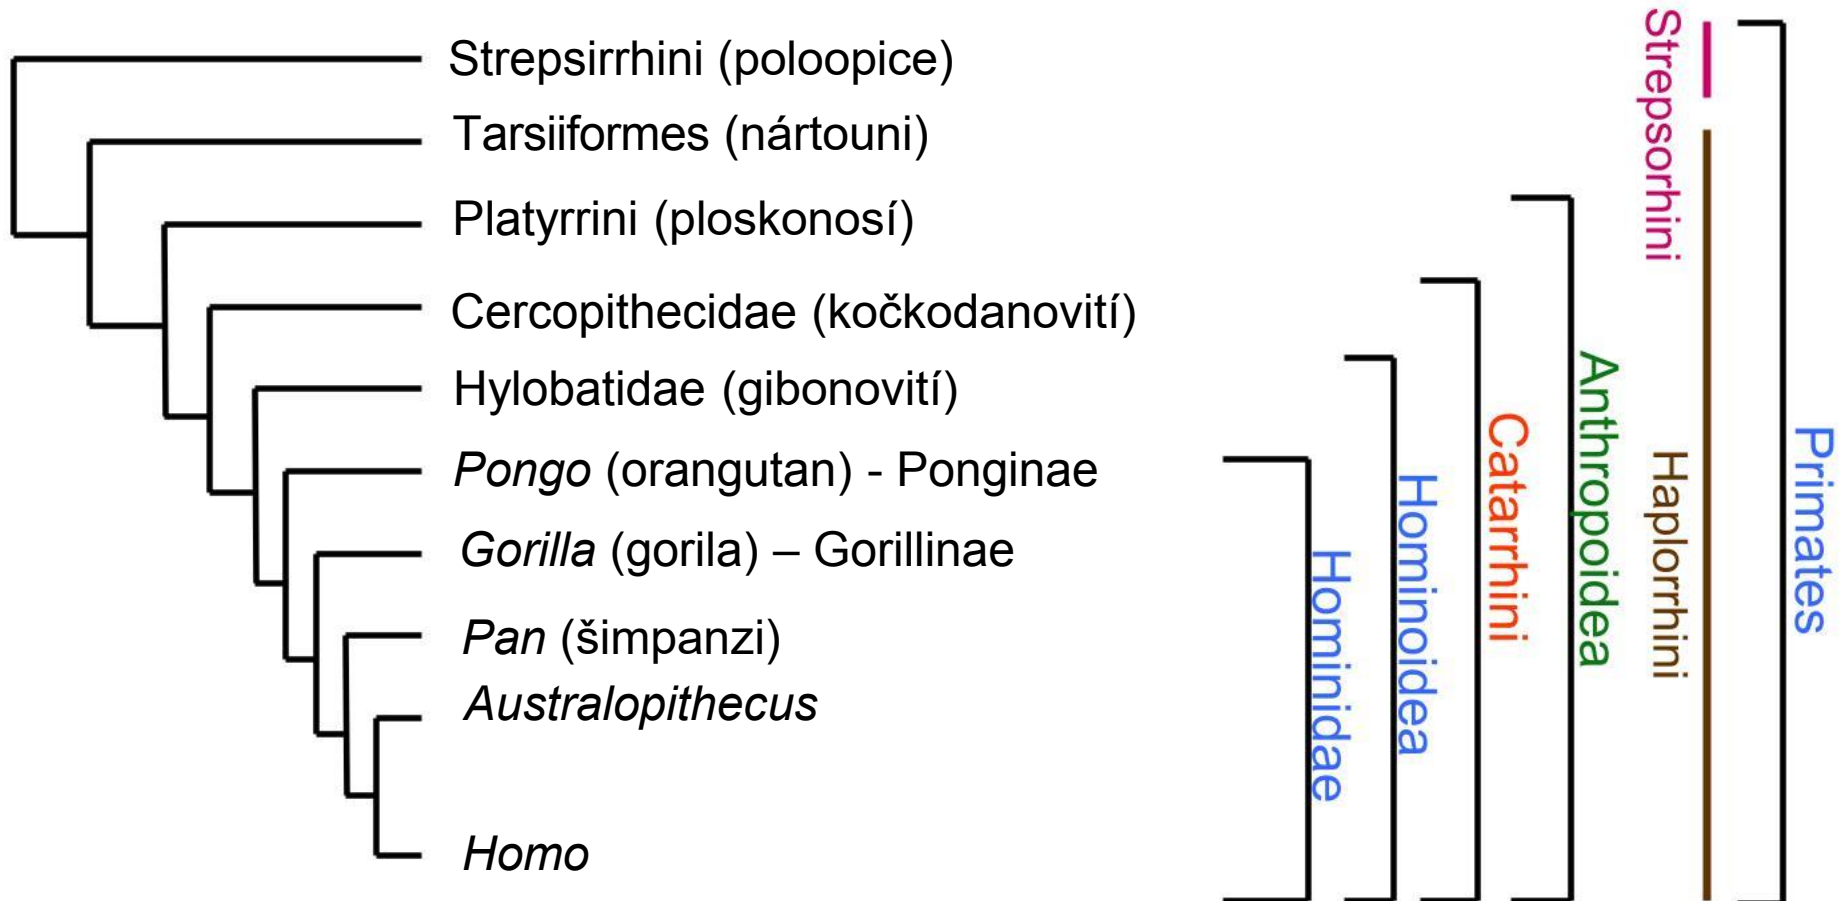 Strepsirrhini (poloopice)
Tarsiiformes (nártouni)
Platyrrini (ploskonosí)
Cercopithecidae (kočkodanovití)
Hylobatidae (gibonovití)
Pongo (orangutan) - Ponginae
Gorilla (gorila) – Gorillinae
Pan (šimpanzi)
Australopithecus
Homo
Hominidae
Hominoidea
Catarrhini
Anthropoidea
Strepsorhini
Haplorrhini
Primates